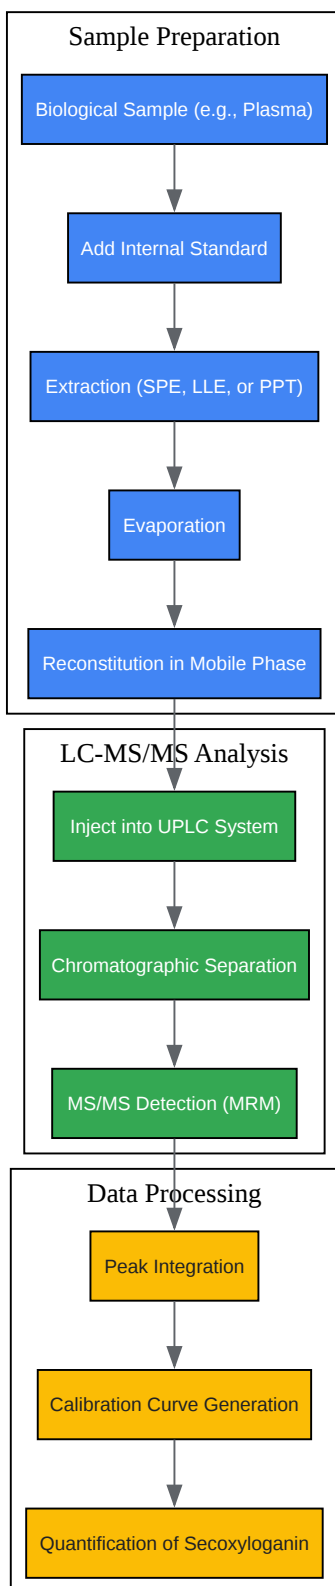 Sample Preparation
Biological Sample (e.g., Plasma)
Add Internal Standard
Extraction (SPE, LLE, or PPT)
Evaporation
Reconstitution in Mobile Phase
LC-MS/MS Analysis
Inject into UPLC System
Chromatographic Separation
MS/MS Detection (MRM)
Data Processing
Peak Integration
Calibration Curve Generation
Quantification of Secoxyloganin